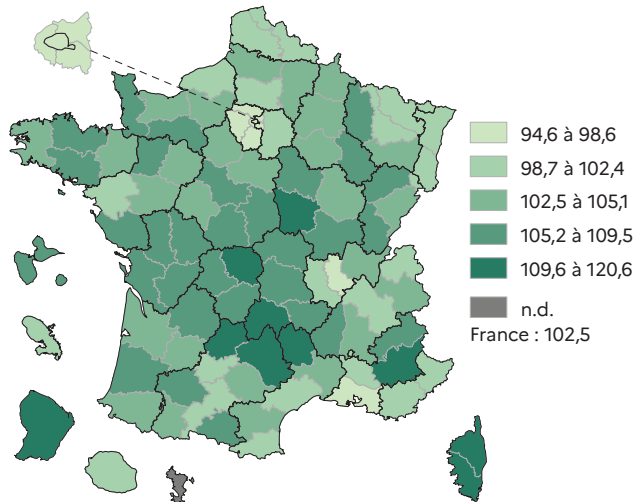 94,6 à 98,6
98,7 à 102,4
102,5 à 105,1
105,2 à 109,5
109,6 à 120,6
n.d.
France : 102,5